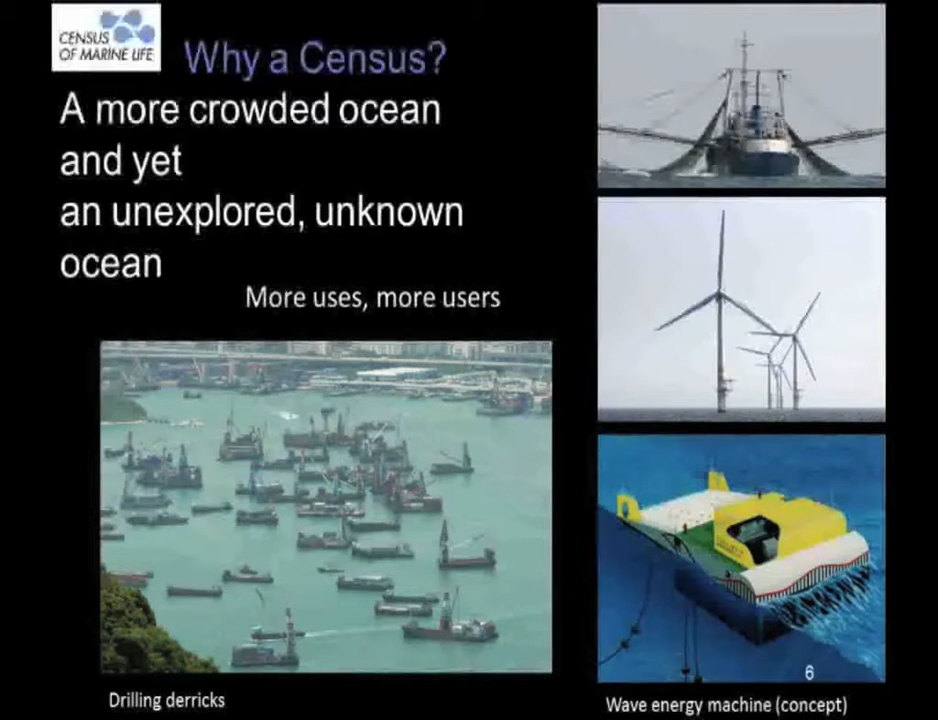 CENSUS
OF MARINE LIFE
Why a Census?
A more crowded ocean
and yet
an unexplored, unknown
ocean
More uses, more users
6
Drilling derricks
Wave energy machine (concept)